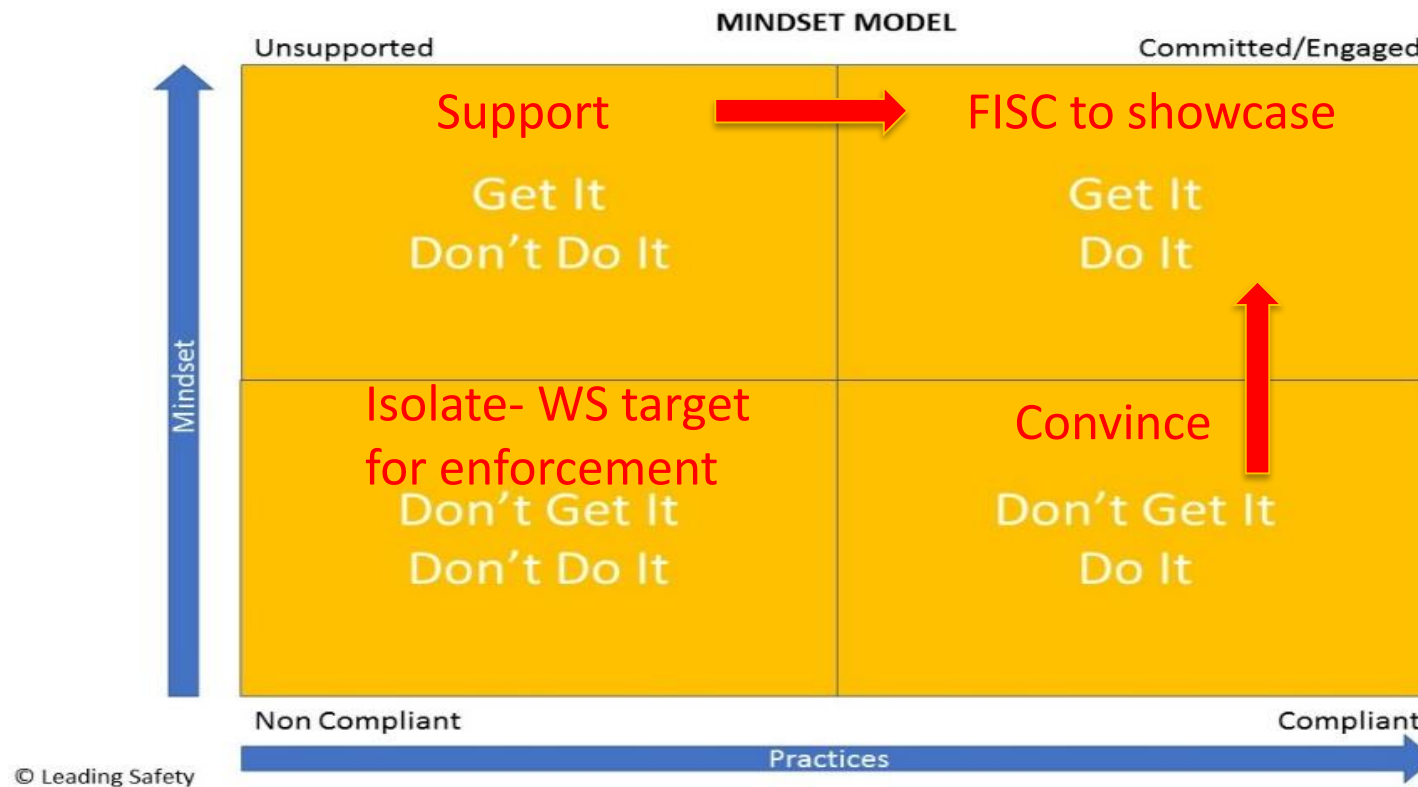 MINDSET MODEL
Unsupported
Committed/Engaged
Support
FISC to showcase
Get It
Don’t Do It
Get It
Do It
Mindset
Isolate- WS target
for enforcement
Convince
Don’t Get It
Don’t Do It
Don’t Get It
Do It
Non Compliant
Compliant
Practices
© Leading Safety